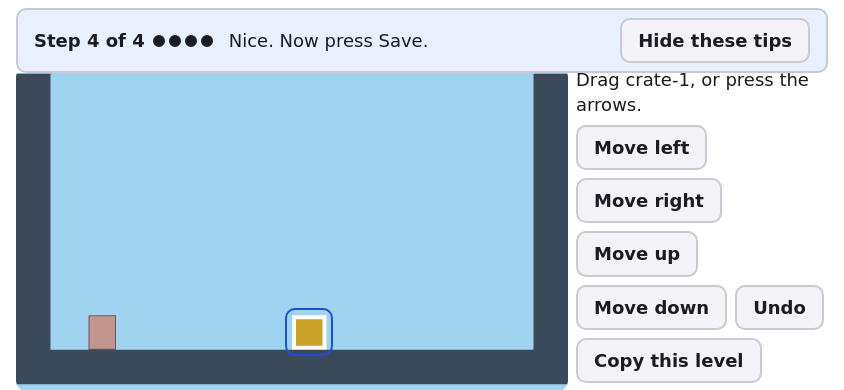 Step 4 of 4 ●●●● Nice. Now press Save.
Hide these tips
Drag crate-1, or press the
arrows.
Move left
Move right
Move up
Move down
Undo
Copy this level